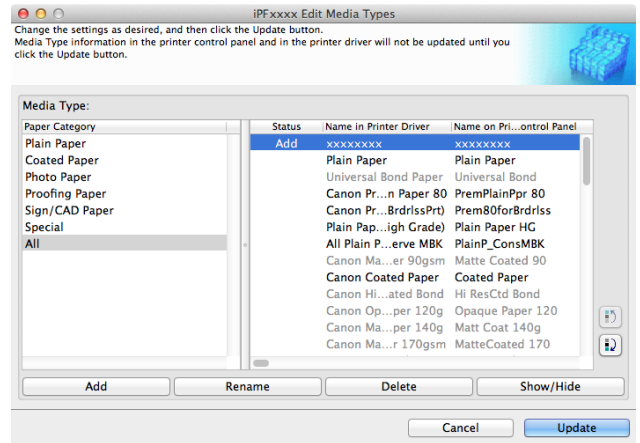 iPFxxxx Edit Media Types
Change the settings as desired, and then click the Update button.
Media Type information in the printer control panel and in the printer driver will not be updated until you
click the Update button.
Media Type:
Paper Category Status Name in Printer Driver Name on Pri...ontrol Panel
Plain Paper Add xxxxxxxx xxxxxxxx
Coated Paper Plain Paper Plain Paper
Photo Paper Universal Bond Paper Universal Bond
Proofing Paper Canon Pr...n Paper 80 PremPlainPpr 80
Sign/CAD Paper Canon Pr...BrdrlssPrt) Prem80forBrdrlss
Special Plain Pap...igh Grade) Plain Paper HG
All All Plain P...erve MBK PlainP_ConsMBK
Canon Ma...er 90gsm Matte Coated 90
Canon Coated Paper Coated Paper
Canon Hi...ated Bond Hi ResCtd Bond
Canon Op...per 120g Opaque Paper 120
Canon Ma...per 140g Matt Coat 140g
Canon Ma...r 170gsm MatteCoated 170
Add Rename Delete Show/Hide
Cancel Update